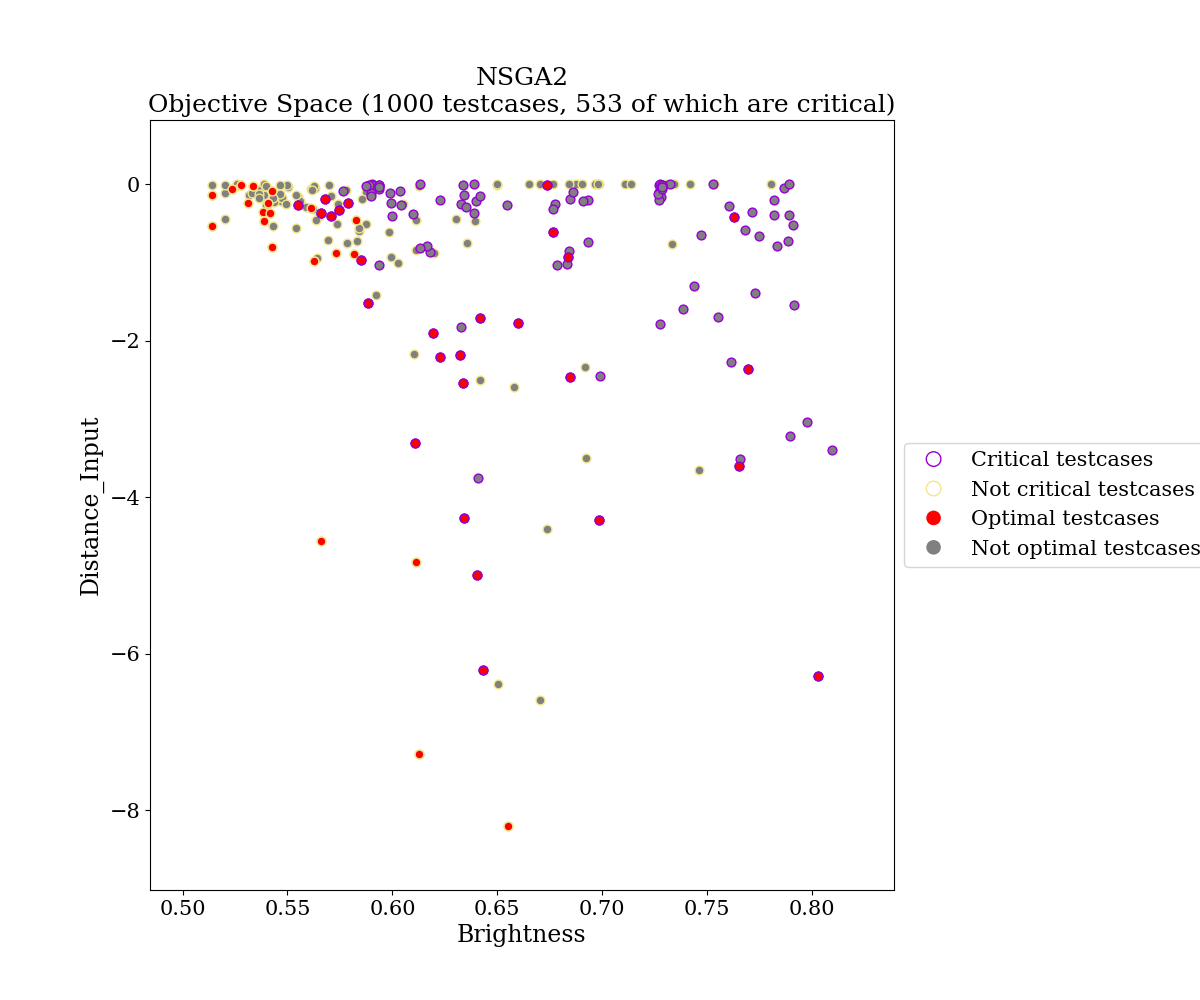 NSGA2
Objective Space (1000 testcases, 533 of which are critical)
0
−2
−4
−6
−8
Distance_Input
0.50 0.55 0.60 0.65 0.70 0.75 0.80
Brightness
Critical testcases
Not critical testcases
Optimal testcases
Not optimal testcases